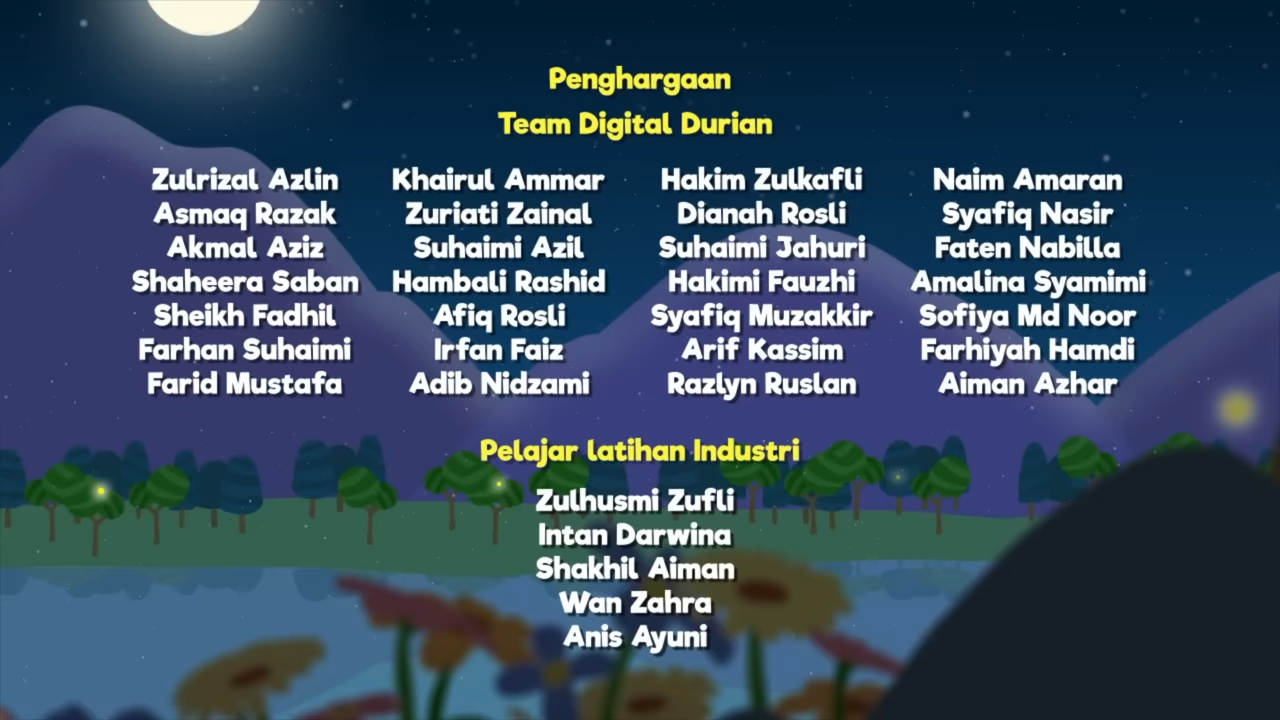 Penghargaan
Team Digital Durian
Zulrizal Azlin Khairul Ammar Hakim Zulkafli Naim Amaran
Asmaq Razak Zuriati Zainal Dianah Rosli Syafiq Nasir
Akmal Aziz Suhaimi Azil Suhaimi Jahuri Faten Nabilla
Shaheera Saban Hambali Rashid Hakimi Fauzhi Amalina Syamimi
Sheikh Fadhil Afiq Rosli Syafiq Muzakkir Sofiya Md Noor
Farhan Suhaimi Irfan Faiz Arif Kassim Farhiyah Hamdi
Farid Mustafa Adib Nidzami Razlyn Ruslan Aiman Azhar
Pelajar latihan Industri
Zulhusmi Zufli
Intan Darwina
Shakhil Aiman
Wan Zahra
Anis Ayuni